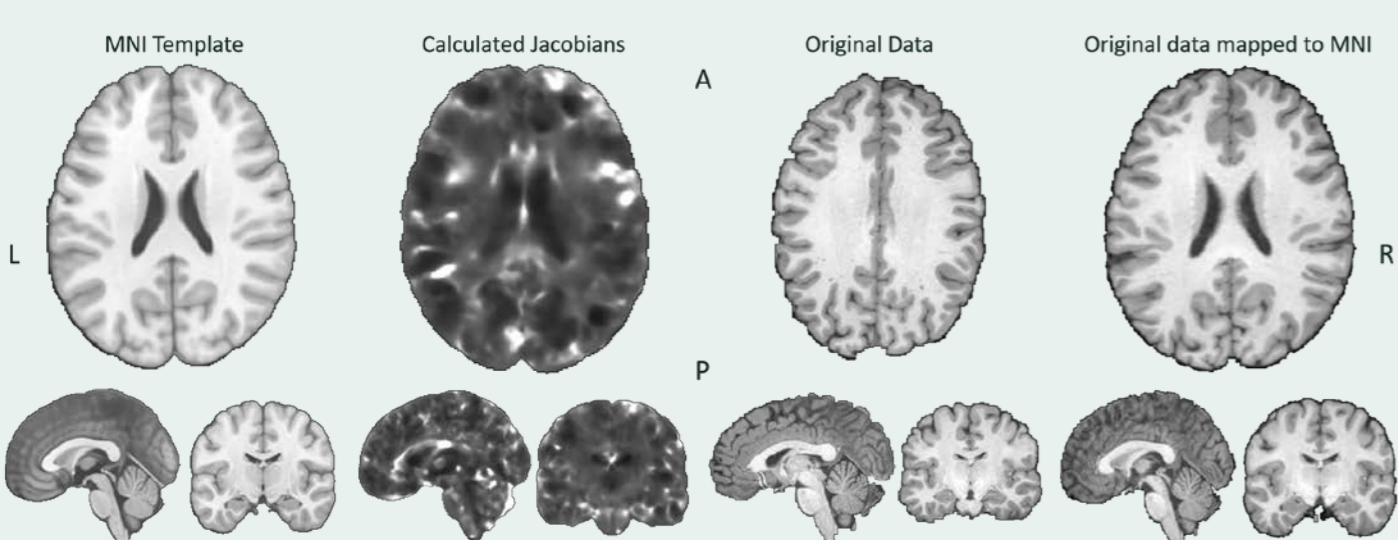 MNI Template
Calculated Jacobians
Original Data
Original data mapped to MNI
A
L
R
P